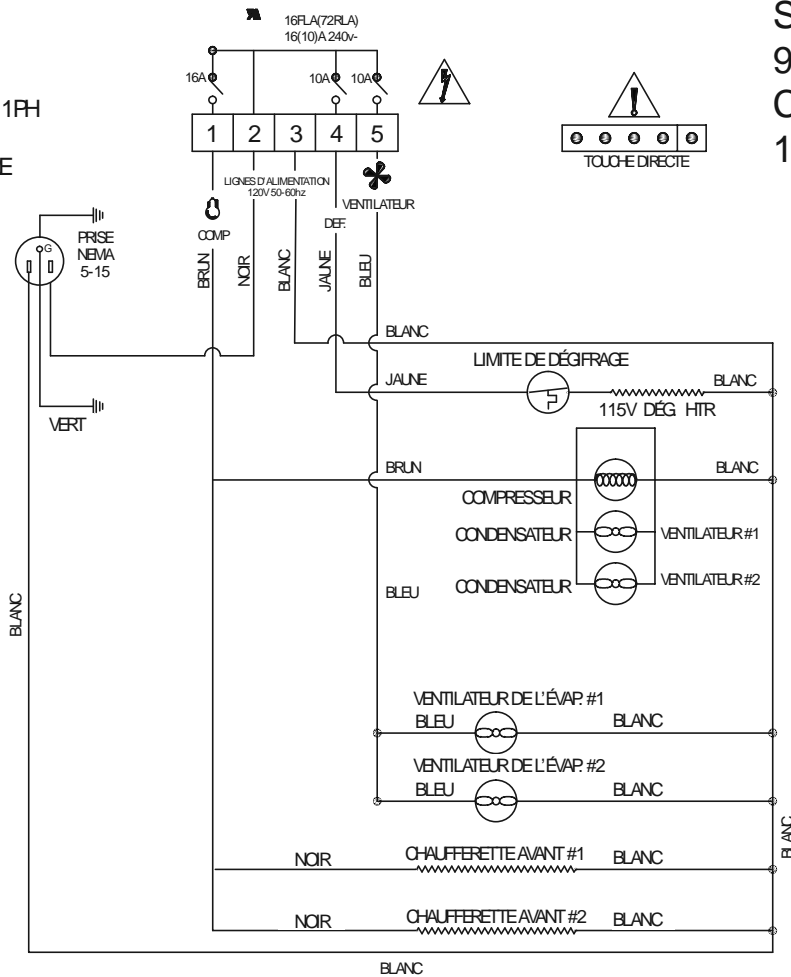 16FLA(72RLA)
16(10)A 240v-
16A
10A
10A
1PH
E
S
9
C
1
1
2
3
4
5
TOUCHE DIRECTE
LIGNES D'ALIMENTATION
120V 50-60hz
VENTILATEUR
COMP
DEF.
BRUN
NOIR
BLANC
JAUNE
BLEU
G
PRISE
NEMA
5-15
VERT
BLANC
LIMITE DE DÉGIFRAGE
JAUNE
BLANC
115V DÉG. HTR
BRUN
BLANC
COMPRESSEUR
CONDENSATEUR
VENTILATEUR #1
CONDENSATEUR
VENTILATEUR #2
BLEU
BLANC
VENTILATEUR DE L'ÉVAP. #1
BLEU
BLANC
VENTILATEUR DE L'ÉVAP. #2
BLEU
BLANC
BLANC
NOIR
CHAUFFERETTE AVANT #1
BLANC
NOIR
CHAUFFERETTE AVANT #2
BLANC
BLANC